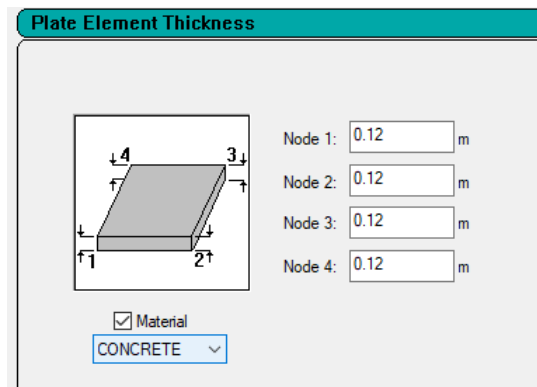 Plate Element Thickness
4 3
1 2
Node 1: 0.12 m
Node 2: 0.12 m
Node 3: 0.12 m
Node 4: 0.12 m
Material
CONCRETE